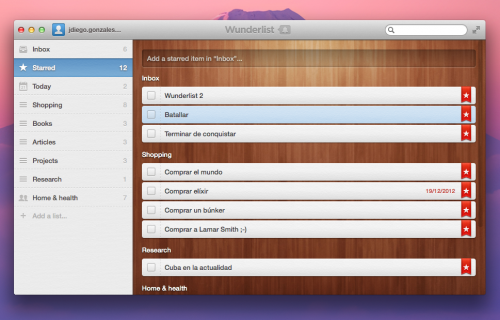 jdiego.gonzales...
Wunderlist
Inbox 6
Starred 12
Today 2
Shopping 8
Books 3
Articles 3
Projects 3
Research 1
Home & health 7
Add a list...
Add a starred item in "Inbox"...
Inbox
Wunderlist 2
Batallar
Terminar de conquistar
Shopping
Comprar el mundo
Comprar elíxir 19/12/2012
Comprar un búnker
Comprar a Lamar Smith ;-)
Research
Cuba en la actualidad
Home & health